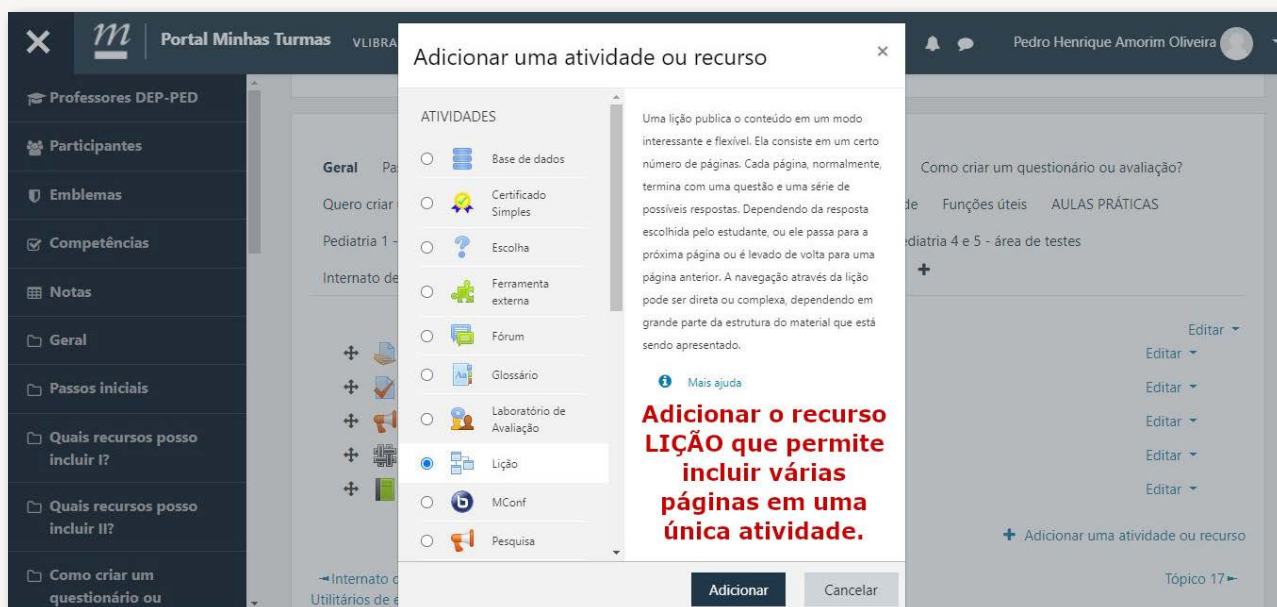 m
Portal Minhas Turmas
VLIBRA
Pedro Henrique Amorim Oliveira
Professores DEP-PED
Participantes
Emblemas
Competências
Notas
Geral
Passos iniciais
Quais recursos posso
incluir I?
Quais recursos posso
incluir II?
Como criar um
questionário ou
Adicionar uma atividade ou recurso
×
ATIVIDADES
Base de dados
Certificado
Simples
Escolha
Ferramenta
externa
Fórum
Glossário
Laboratório de
Avaliação
Lição
MConf
Pesquisa
Uma lição publica o conteúdo em um modo
interessante e flexível. Ela consiste em um certo
número de páginas. Cada página, normalmente,
termina com uma questão e uma série de
possíveis respostas. Dependendo da resposta
escolhida pelo estudante, ou ele passa para a
próxima página ou é levado de volta para uma
página anterior. A navegação através da lição
pode ser direta ou complexa, dependendo em
grande parte da estrutura do material que está
sendo apresentado.
Mais ajuda
Adicionar o recurso
LIÇÃO que permite
incluir várias
páginas em uma
única atividade.
Adicionar
Cancelar
Geral Pa
Como criar um questionário ou avaliação?
Quero criar
de Funções úteis AULAS PRÁTICAS
Pediatria 1 -
ediatria 4 e 5 - área de testes
Internato de
+
Editar
Editar
Editar
Editar
Editar
Editar
+ Adicionar uma atividade ou recurso
◄Internato d
Utilitários de e
Tópico 17►